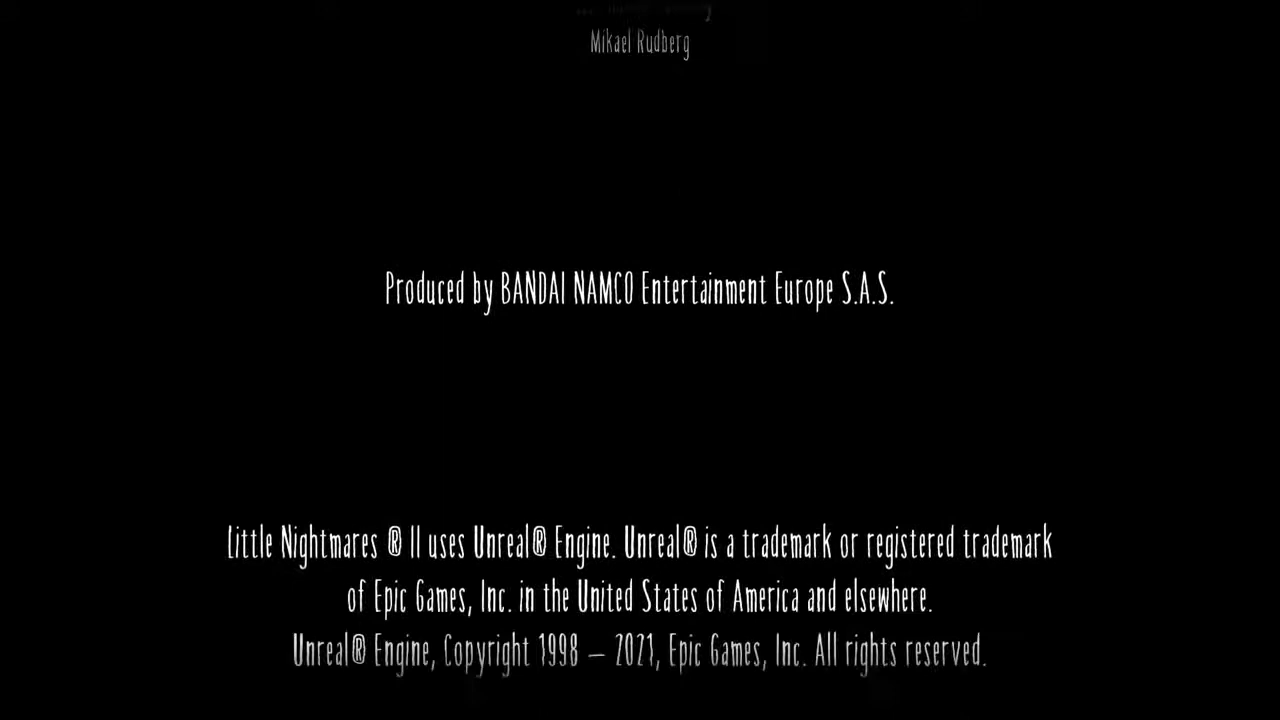 Mikael Rudberg
Produced by BANDAI NAMCO Entertainment Europe S.A.S.
Little Nightmares ® II uses Unreal® Engine. Unreal® is a trademark or registered trademark
of Epic Games, Inc. in the United States of America and elsewhere.
Unreal® Engine, Copyright 1998 – 2021, Epic Games, Inc. All rights reserved.